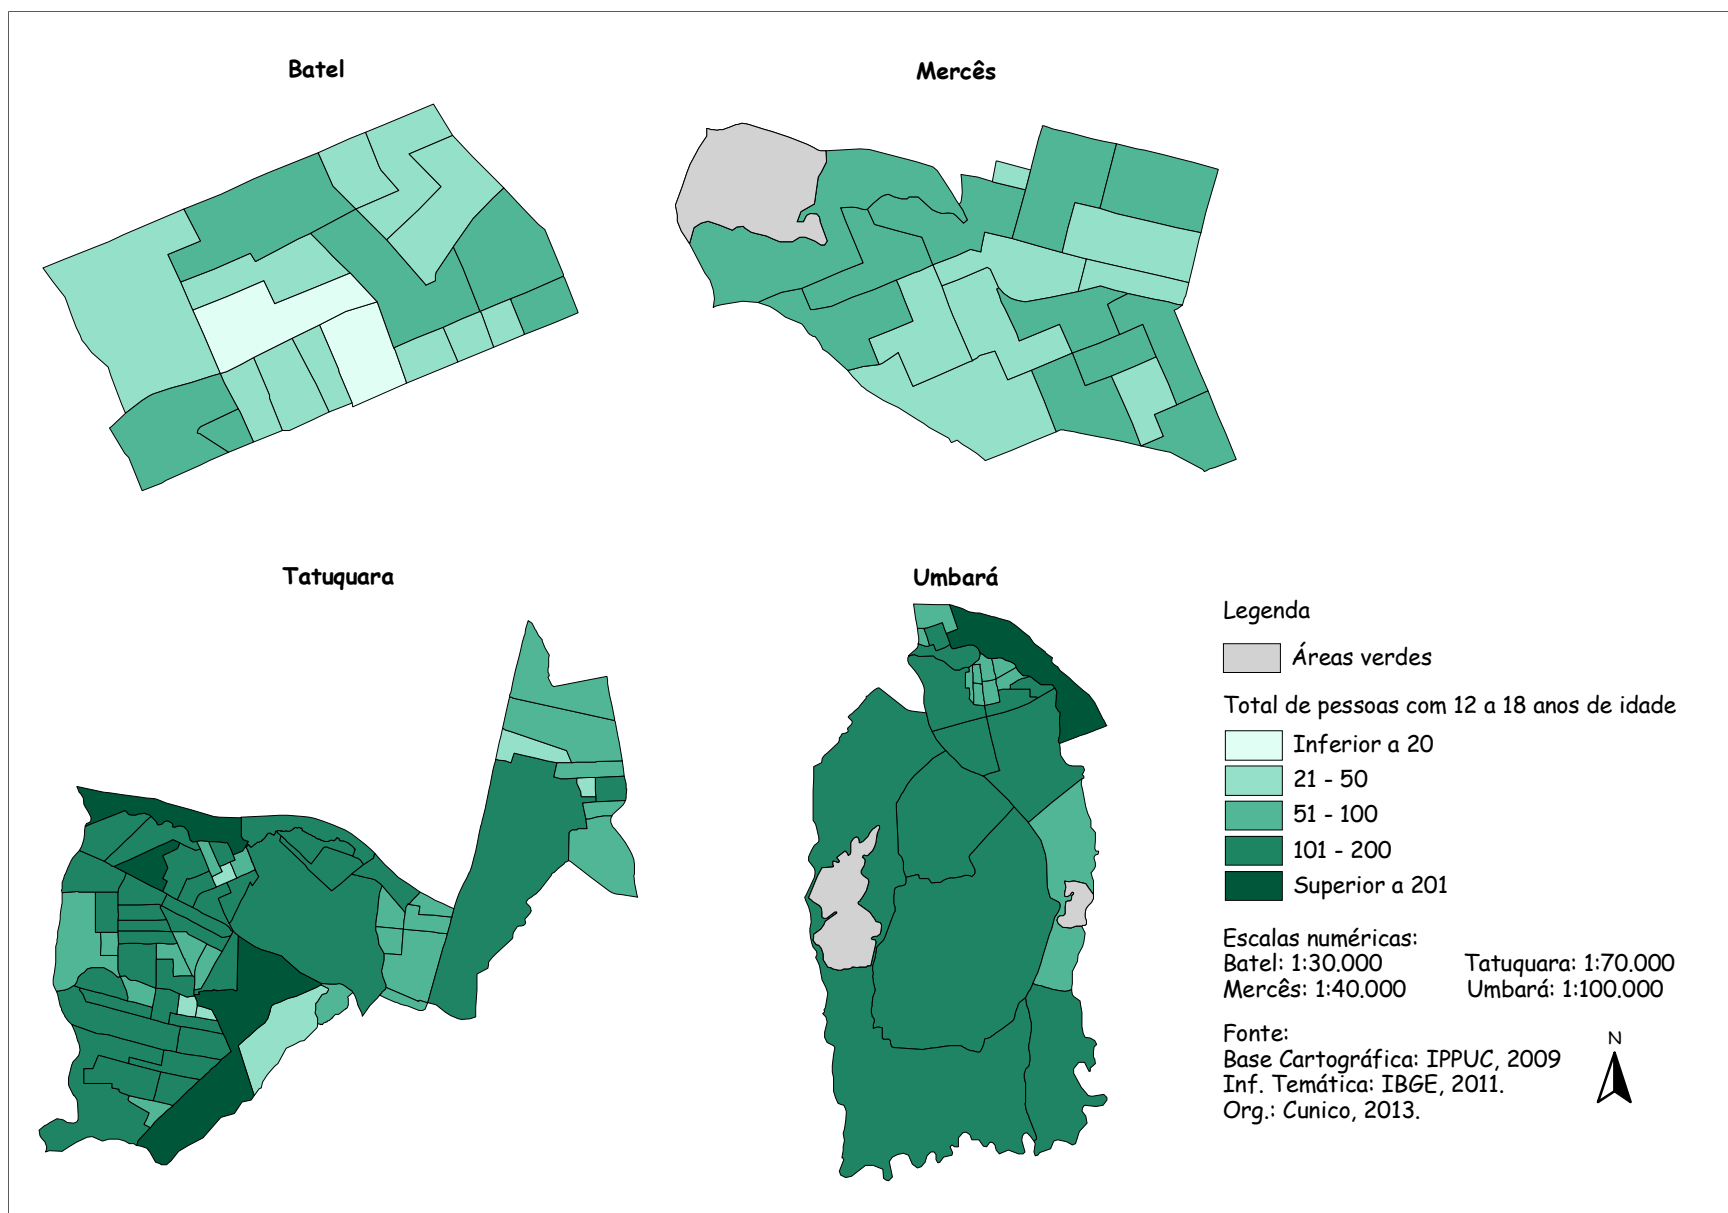 Batel
Mercês
Tatuquara
Umbará
Legenda
Áreas verdes
Total de pessoas com 12 a 18 anos de idade
Inferior a 20
21 - 50
51 - 100
101 - 200
Superior a 201
Escalas numéricas:
Batel: 1:30.000 Tatuquara: 1:70.000
Mercês: 1:40.000 Umbará: 1:100.000
Fonte:
Base Cartográfica: IPPUC, 2009
Inf. Temática: IBGE, 2011.
Org.: Cunico, 2013.
N